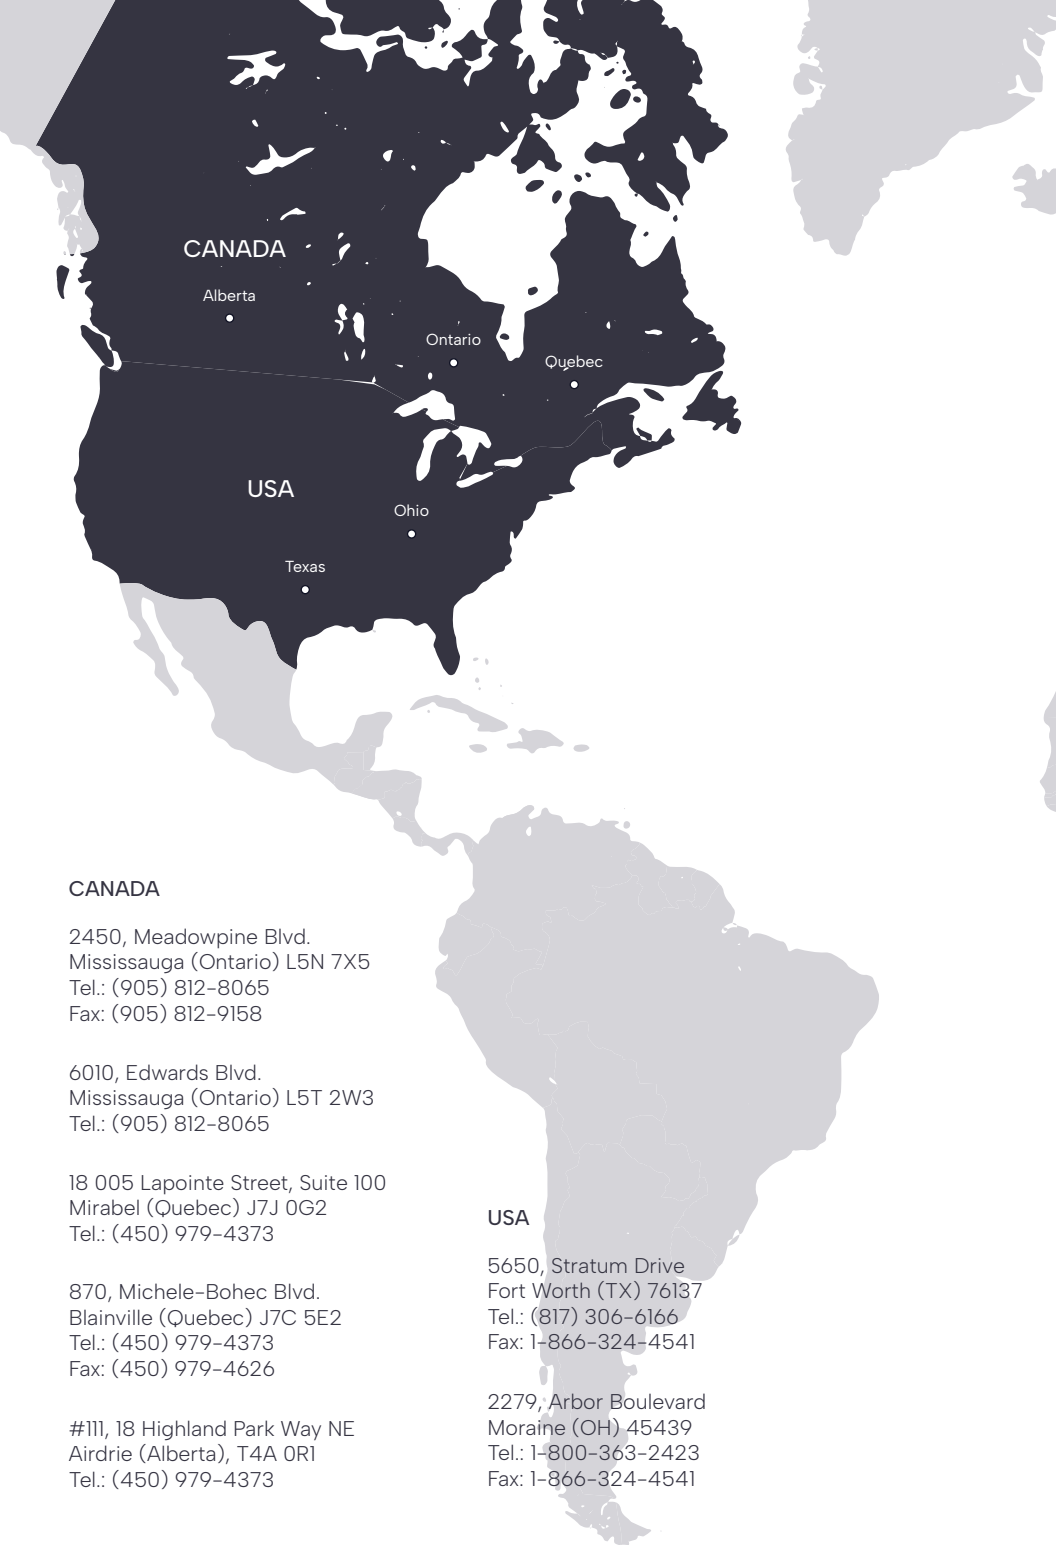 CANADA
Alberta
Ontario
Quebec
USA
Ohio
Texas
CANADA
2450, Meadowpine Blvd.
Mississauga (Ontario) L5N 7X5
Tel.: (905) 812-8065
Fax: (905) 812-9158
6010, Edwards Blvd.
Mississauga (Ontario) L5T 2W3
Tel.: (905) 812-8065
18 005 Lapointe Street, Suite 100
Mirabel (Quebec) J7J 0G2
Tel.: (450) 979-4373
870, Michele-Bohec Blvd.
Blainville (Quebec) J7C 5E2
Tel.: (450) 979-4373
Fax: (450) 979-4626
#111, 18 Highland Park Way NE
Airdrie (Alberta), T4A 0R1
Tel.: (450) 979-4373
USA
5650, Stratum Drive
Fort Worth (TX) 76137
Tel.: (817) 306-6166
Fax: 1-866-324-4541
2279, Arbor Boulevard
Moraine (OH) 45439
Tel.: 1-800-363-2423
Fax: 1-866-324-4541